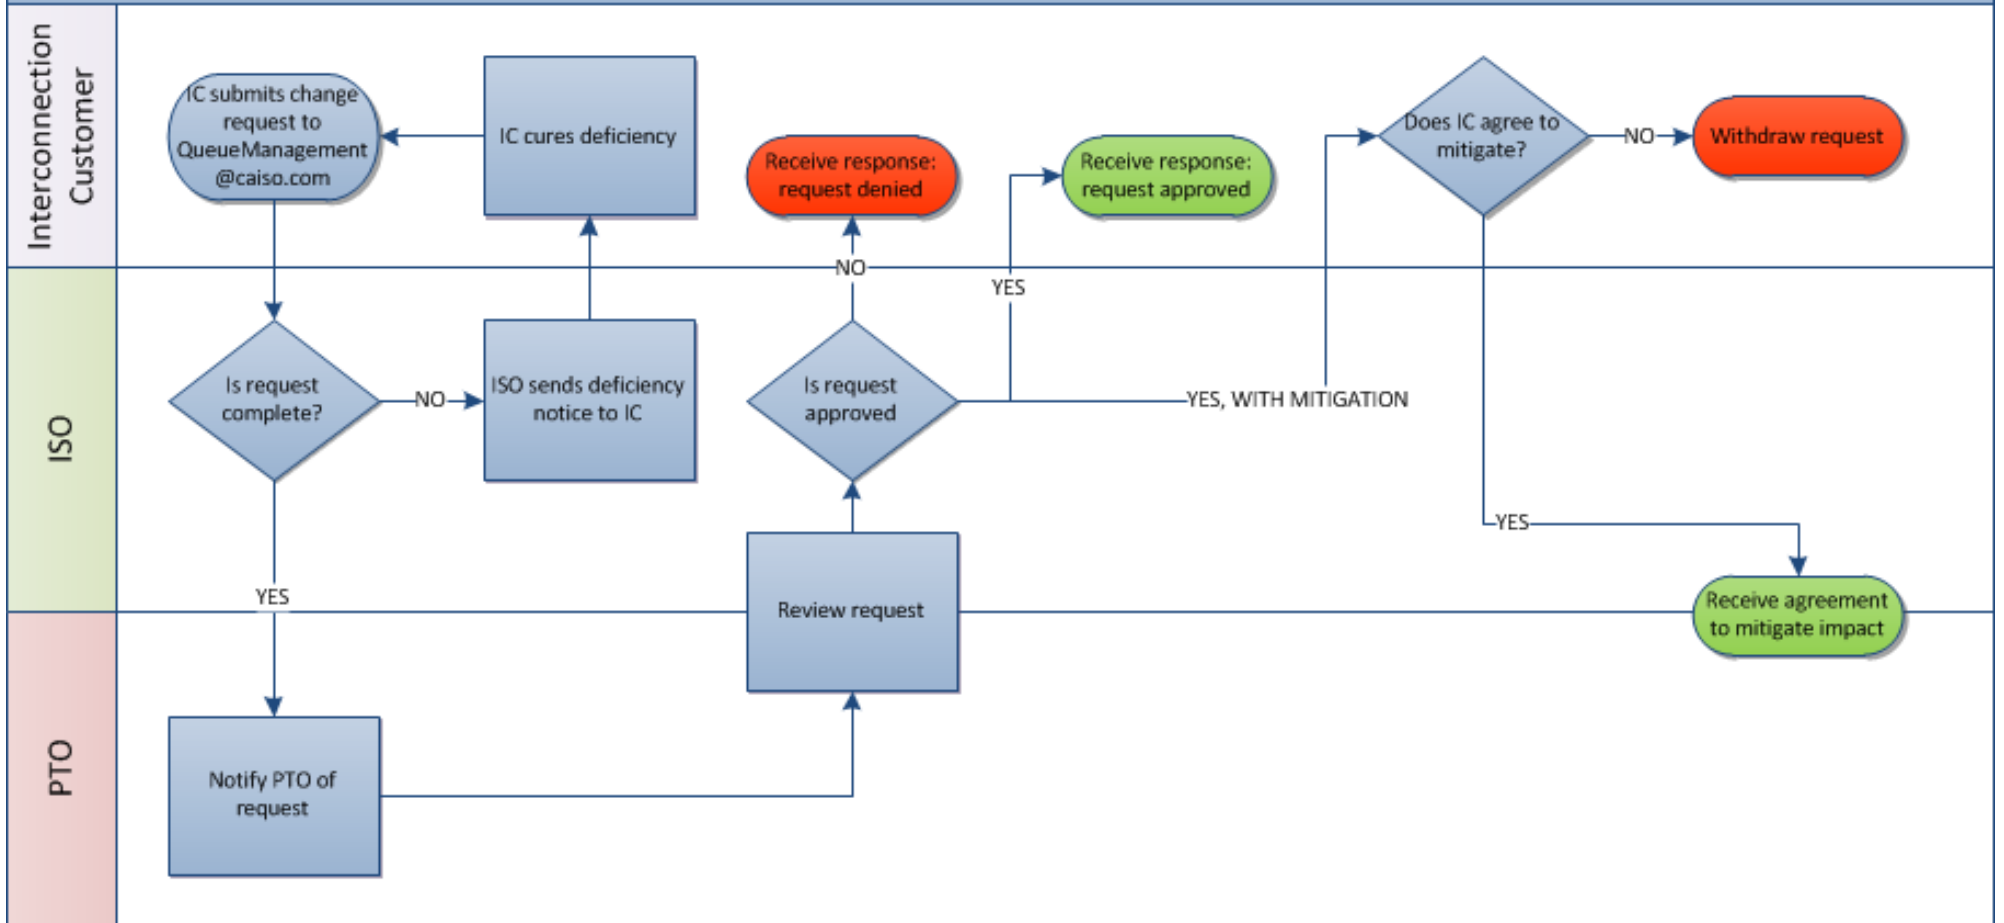 Interconnection
Customer
IC submits change
request to
QueueManagement
@caiso.com
IC cures deficiency
Receive response:
request denied
Receive response:
request approved
Does IC agree to
mitigate?
NO
Withdraw request
NO
YES
ISO
Is request
complete?
NO
ISO sends deficiency
notice to IC
Is request
approved
YES, WITH MITIGATION
YES
YES
Review request
Receive agreement
to mitigate impact
PTO
Notify PTO of
request